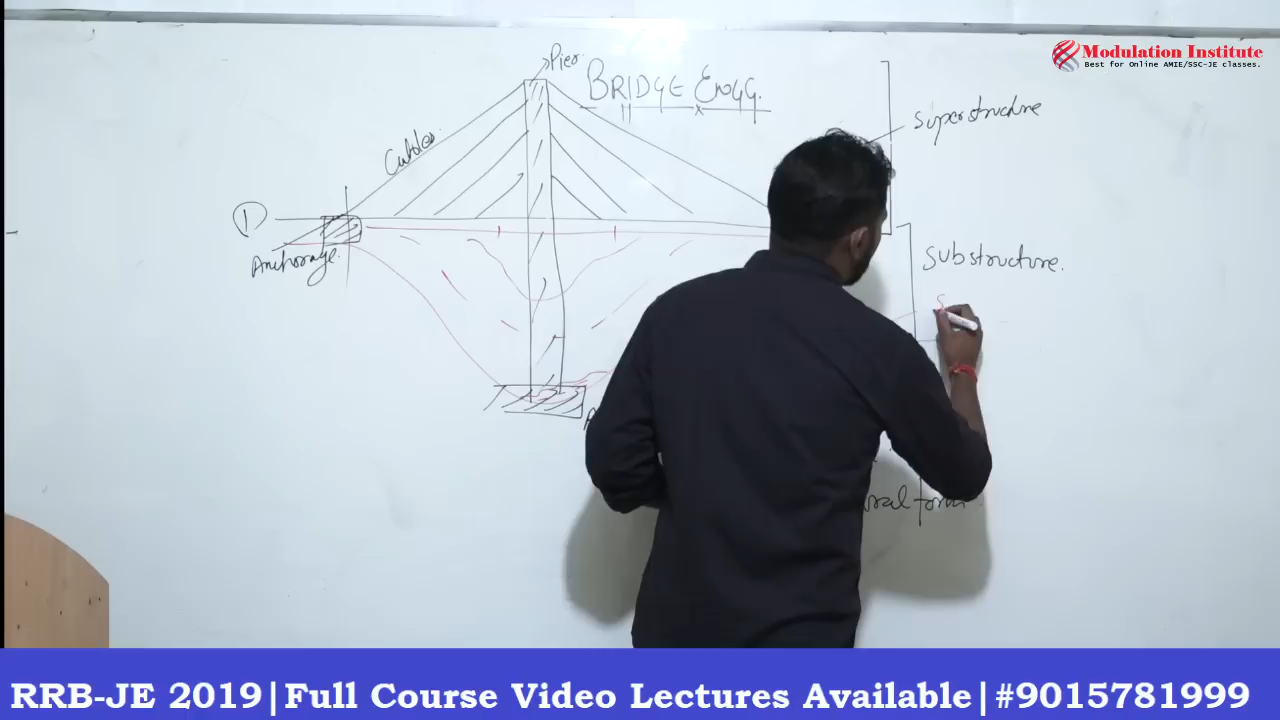 Modulation Institute
Best for Online AMIE/SSC-JE classes.
Pier
BRIDGE ENGG.
Superstructure
Cables
1
Anchorage
Substructure.
RRB-JE 2019|Full Course Video Lectures Available|#9015781999